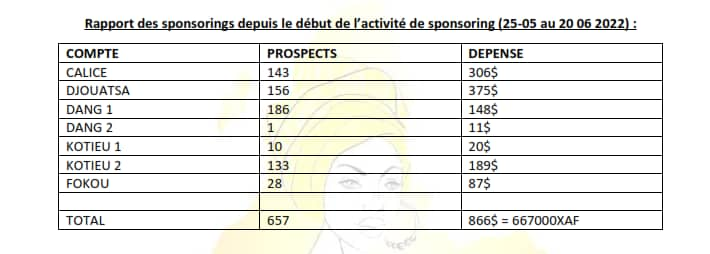 Rapport des sponsorings depuis le début de l'activité de sponsoring (25-05 au 20 06 2022) :
COMPTE PROSPECTS DEPENSE
CALICE 143 306$
DJOUATSA 156 375$
DANG 1 186 148$
DANG 2 1 11$
KOTIEU 1 10 20$
KOTIEU 2 133 189$
FOKOU 28 87$
TOTAL 657 866$ = 667000XAF